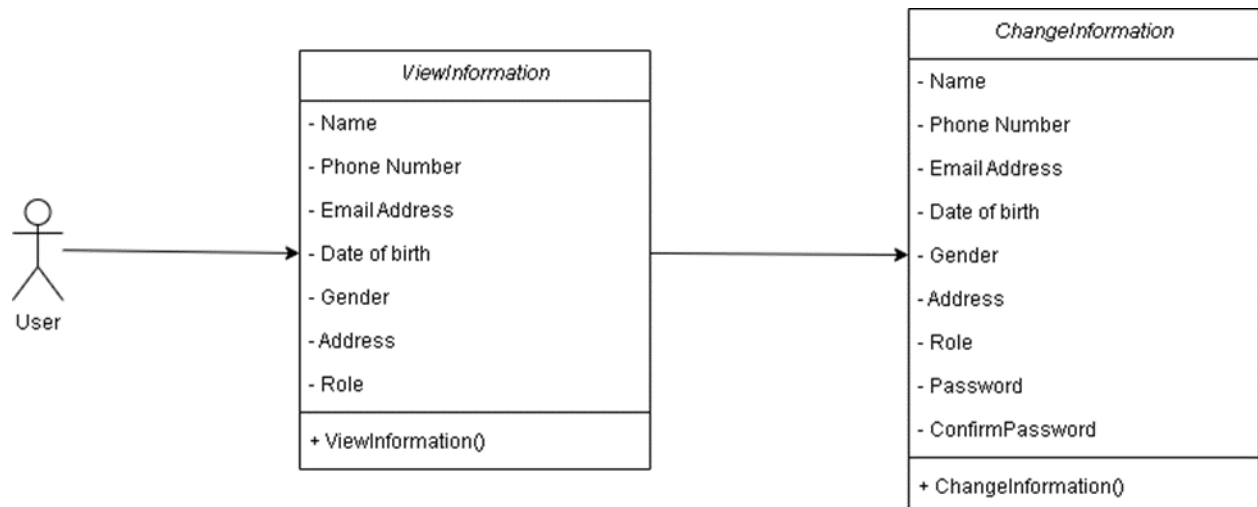 User
ViewInformation
- Name
- Phone Number
- Email Address
- Date of birth
- Gender
-Address
- Role
+ ViewInformation()
ChangeInformation
- Name
- Phone Number
- Email Address
- Date of birth
- Gender
-Address
- Role
- Password
- ConfirmPassword
+ ChangeInformation()